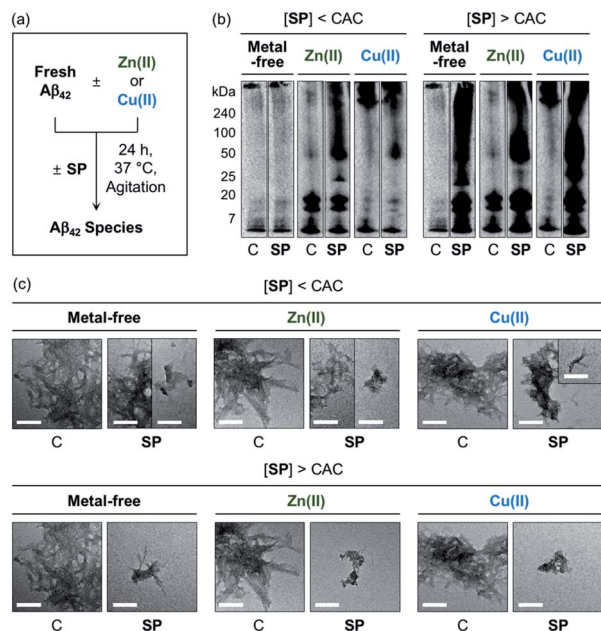 (a)
Fresh Aβ₄₂ ± Zn(II) or Cu(II)
± SP
24 h,
37 °C,
Agitation
Aβ₄₂ Species
(b)
[SP] < CAC
[SP] > CAC
Metal-free Zn(II) Cu(II) Metal-free Zn(II) Cu(II)
kDa
240
100
50
25
20
7
C SP C SP C SP C SP C SP C SP
(c)
[SP] < CAC
Metal-free Zn(II) Cu(II)
C SP C SP C SP
[SP] > CAC
Metal-free Zn(II) Cu(II)
C SP C SP C SP